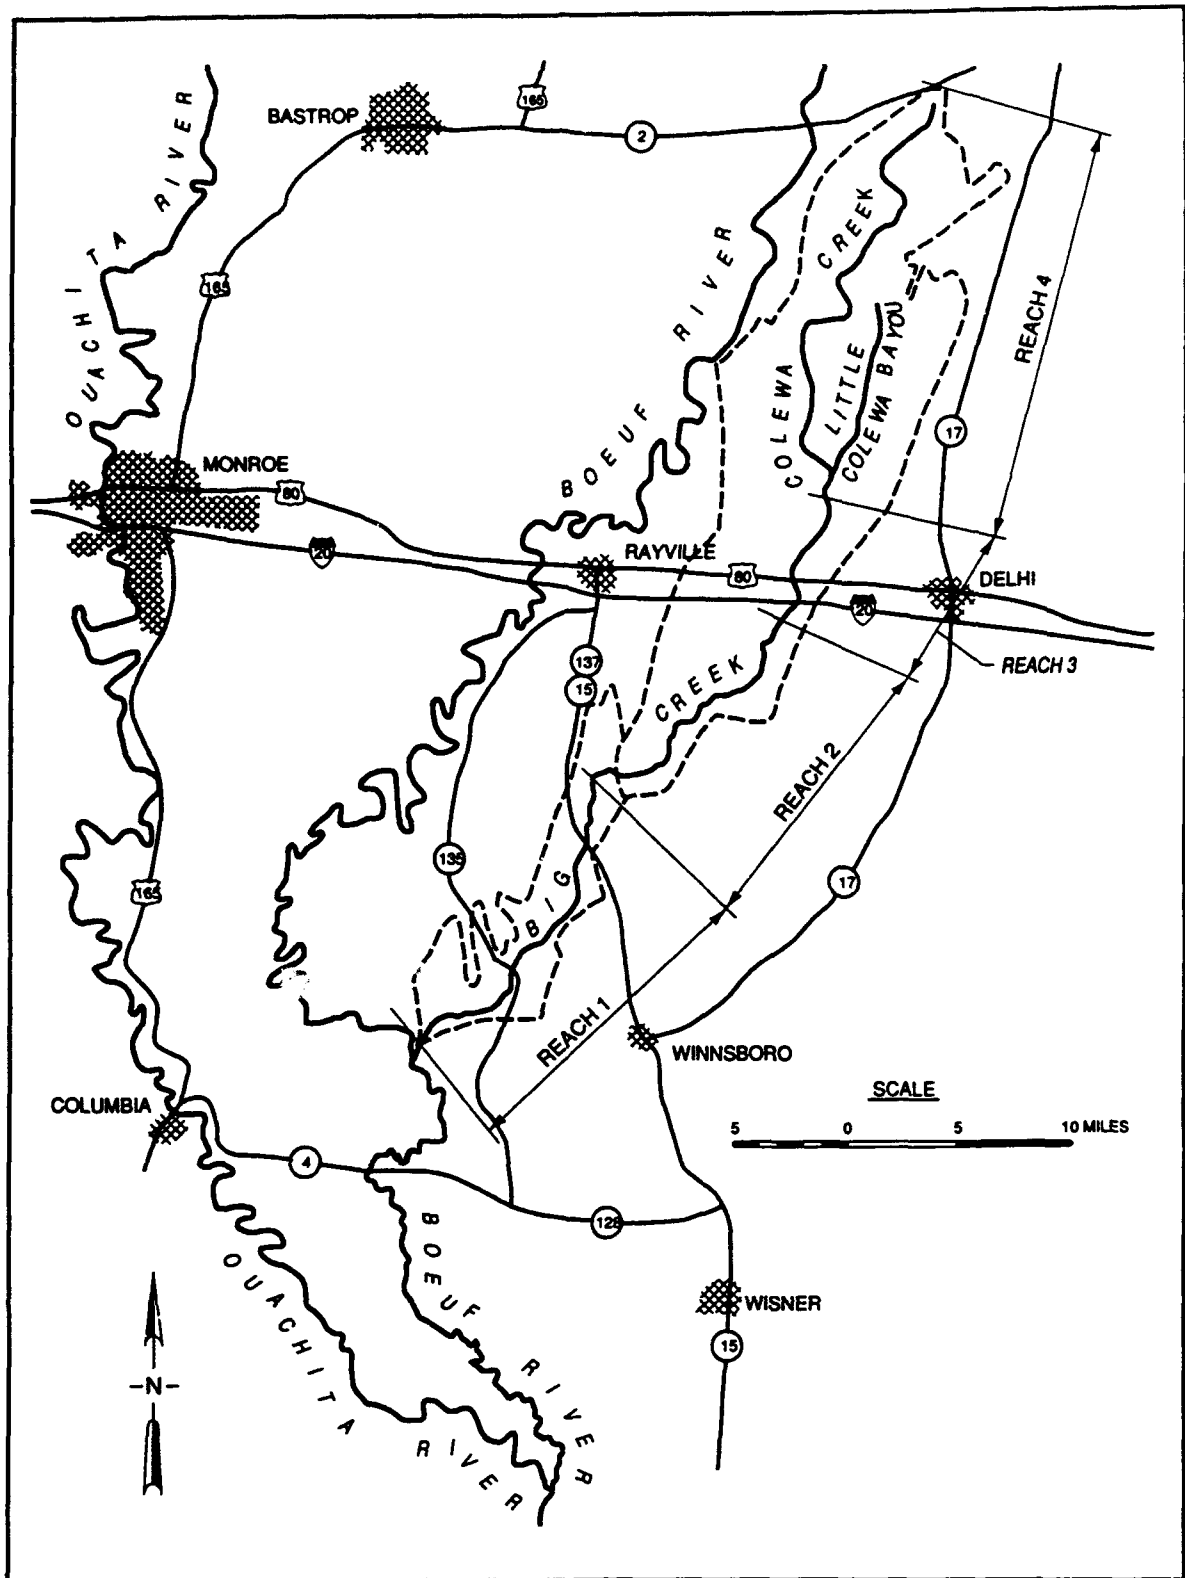 165
BASTROP
2
OUACHITA RIVER
165
BOEUF RIVER
COLEWA CREEK
LITTLE
COLEWA BAYOU
REACH 4
17
MONROE
80
20
RAYVILLE
80
20
DELHI
REACH 3
137
15
BIG CREEK
REACH 2
135
17
165
REACH 1
WINNSBORO
COLUMBIA
SCALE
5 0 5 10 MILES
4
128
BOEUF RIVER
OUACHITA RIVER
WISNER
15
-N-